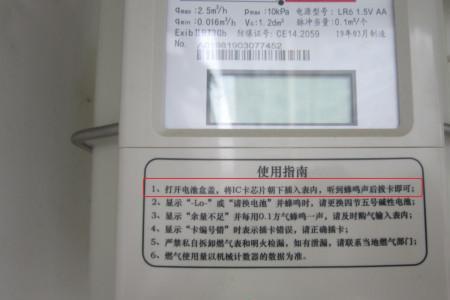 qmax=2.5m³/h pmax=10kPa 电源型号: LR6 1.5V AA
qmin=0.016m³/h Vc=1.2dm³ 脉冲当量: 0.1m³/个
防爆证号: CE14.2059 19年03月制造
No.
使用指南
1、打开电池盒盖，将IC卡芯片朝下插入表内，听到蜂鸣声后拔卡即可；
2、显示"-Lo-"或"请换电池"并蜂鸣时，请更换四节五号碱性电池；
3、显示"余量不足"并每用0.1方气蜂鸣一声，请及时购气输入表内；
4、显示"卡编号错"时表示插卡错误，请正确插卡；
5、严禁私自拆卸燃气表和明火检漏，如有泄漏，请联系当地燃气部门；
6、燃气使用量以机械计数器的数据为准。